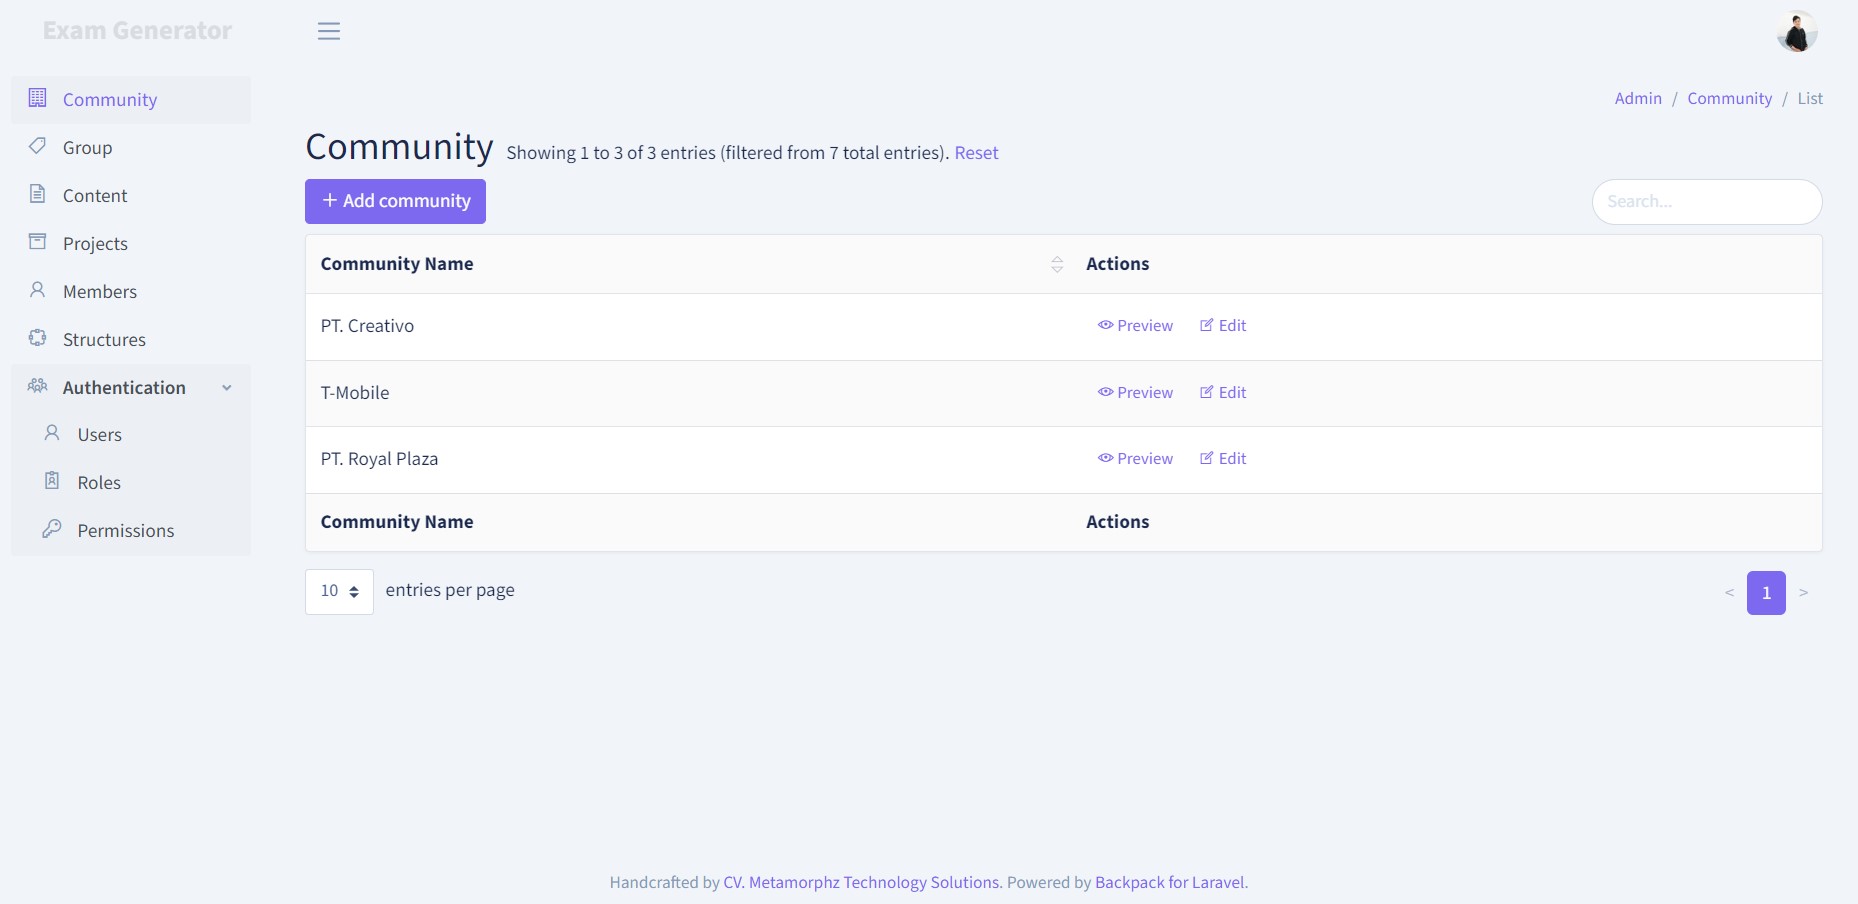 Exam Generator
Community
Group
Content
Projects
Members
Structures
Authentication
Users
Roles
Permissions
Admin / Community / List
Community Showing 1 to 3 of 3 entries (filtered from 7 total entries). Reset
+ Add community
Search...
Community Name Actions
PT. Creativo Preview Edit
T-Mobile Preview Edit
PT. Royal Plaza Preview Edit
Community Name Actions
10 entries per page
< 1 >
Handcrafted by CV. Metamorphz Technology Solutions. Powered by Backpack for Laravel.